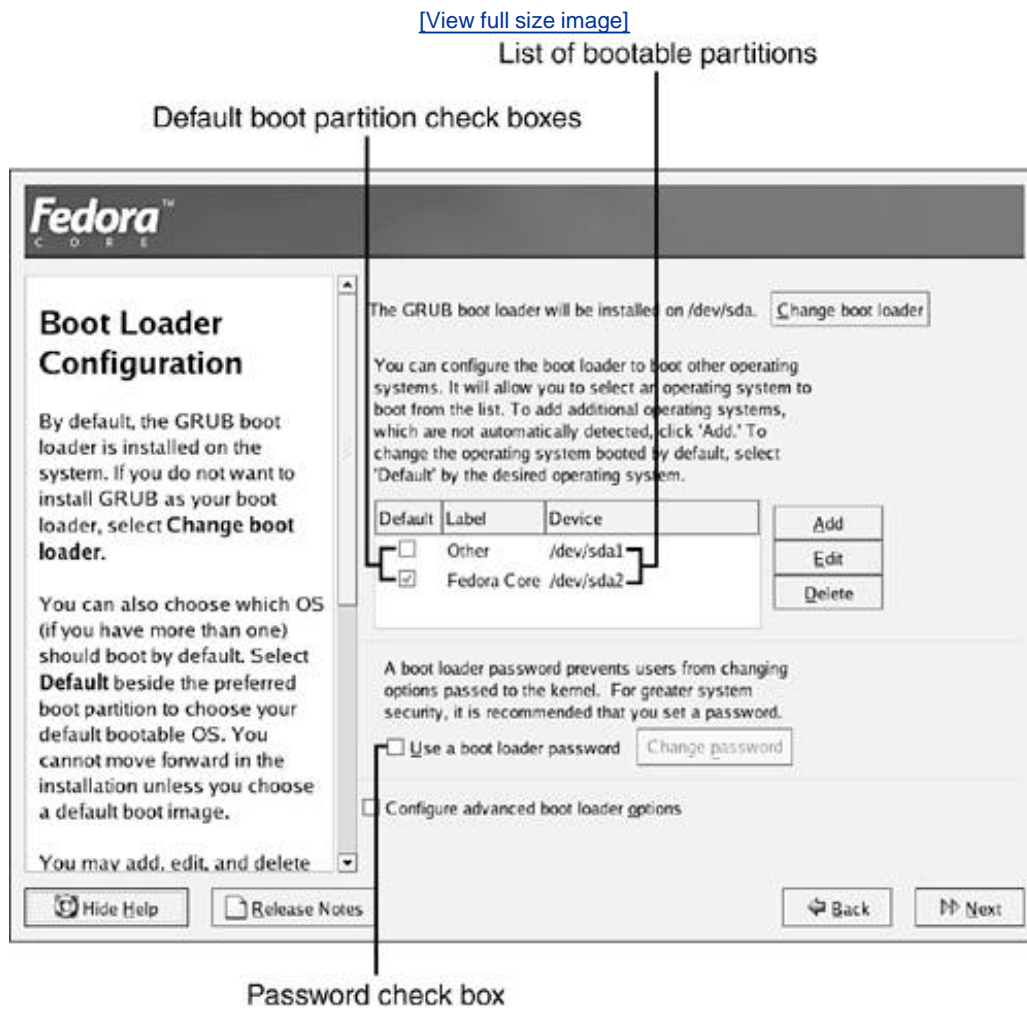 [View full size image]
List of bootable partitions
Default boot partition check boxes
Fedora™
CORE
Boot Loader
Configuration
By default, the GRUB boot
loader is installed on the
system. If you do not want to
install GRUB as your boot
loader, select Change boot
loader.
You can also choose which OS
(if you have more than one)
should boot by default. Select
Default beside the preferred
boot partition to choose your
default bootable OS. You
cannot move forward in the
installation unless you choose
a default boot image.
You may add, edit, and delete
The GRUB boot loader will be installed on /dev/sda.
Change boot loader
You can configure the boot loader to boot other operating
systems. It will allow you to select an operating system to
boot from the list. To add additional operating systems,
which are not automatically detected, click 'Add.' To
change the operating system booted by default, select
'Default' by the desired operating system.
Default Label Device
Other /dev/sda1
Fedora Core /dev/sda2
Add
Edit
Delete
A boot loader password prevents users from changing
options passed to the kernel. For greater system
security, it is recommended that you set a password.
Use a boot loader password
Change password
Configure advanced boot loader options
Hide Help
Release Notes
Back
Next
Password check box